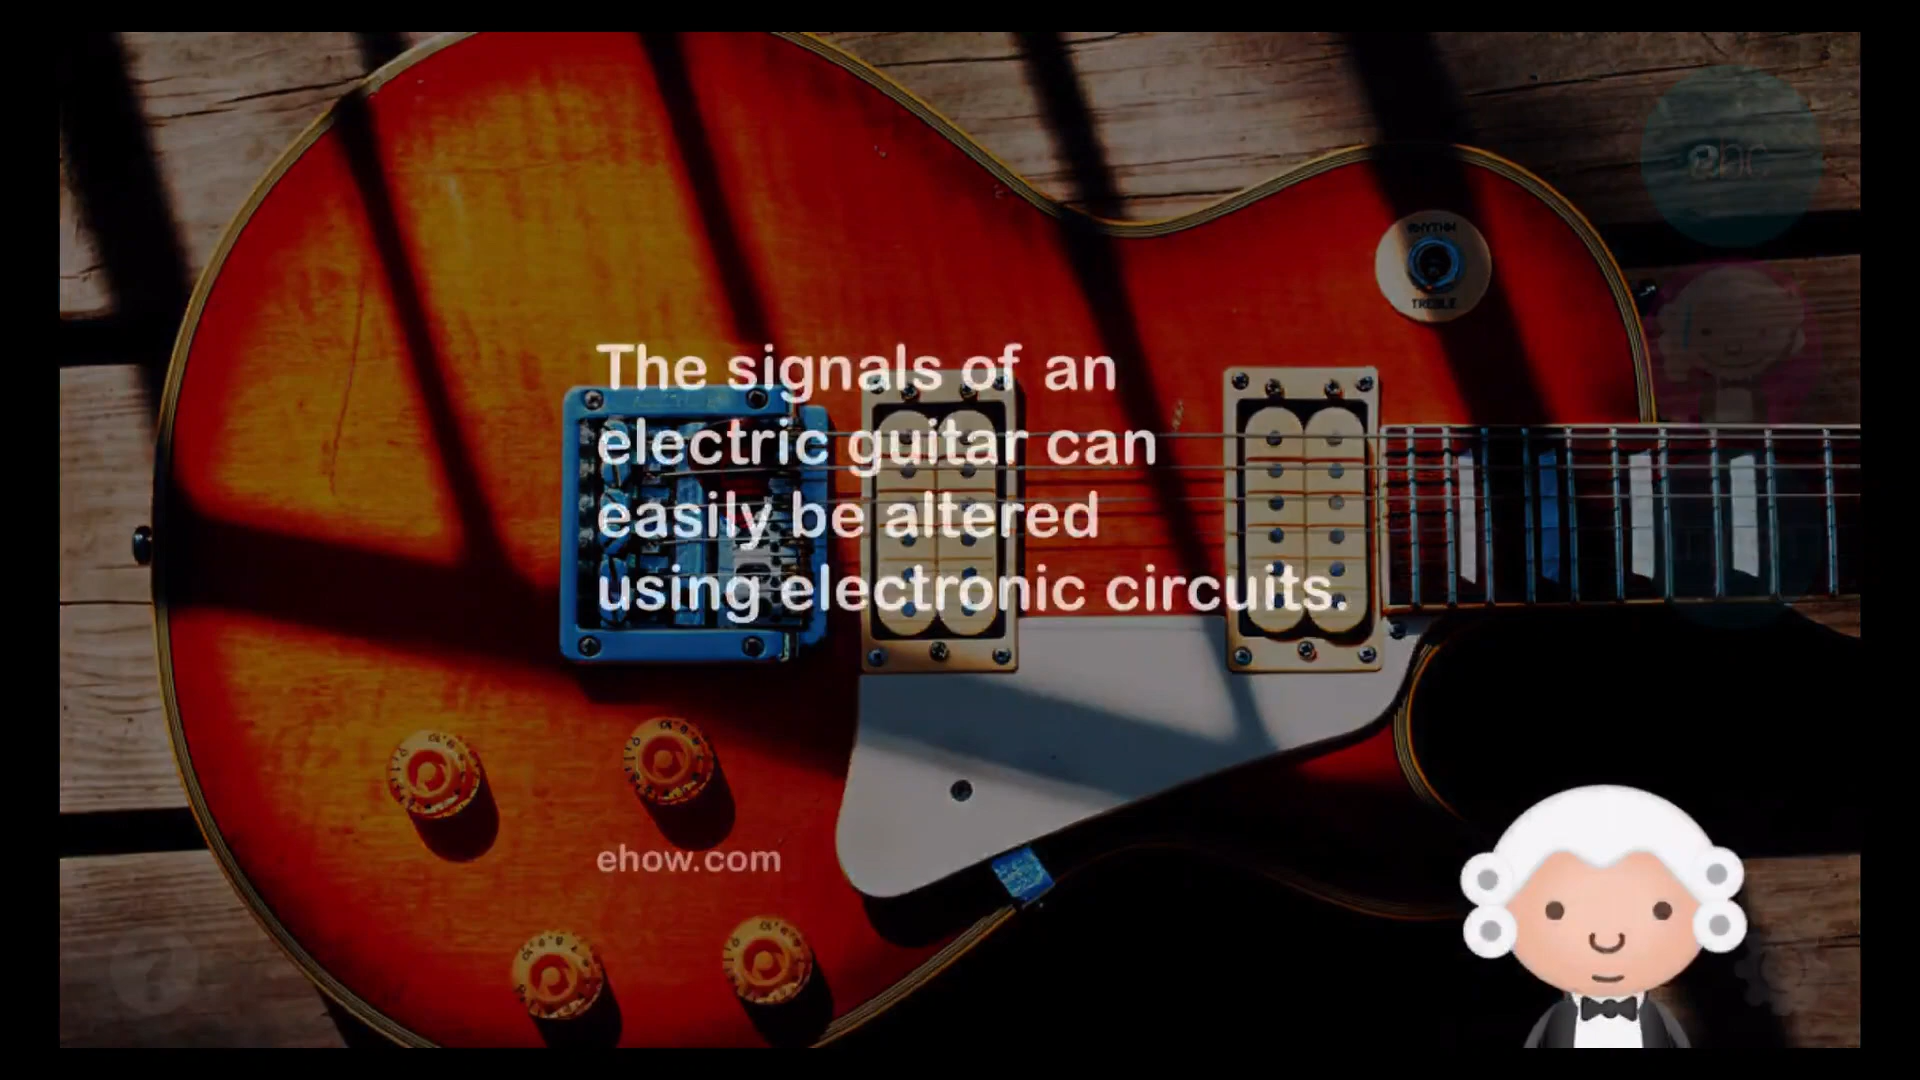 RHYTHM
TREBLE
The signals of an
electric guitar can
easily be altered
using electronic circuits.
ehow.com